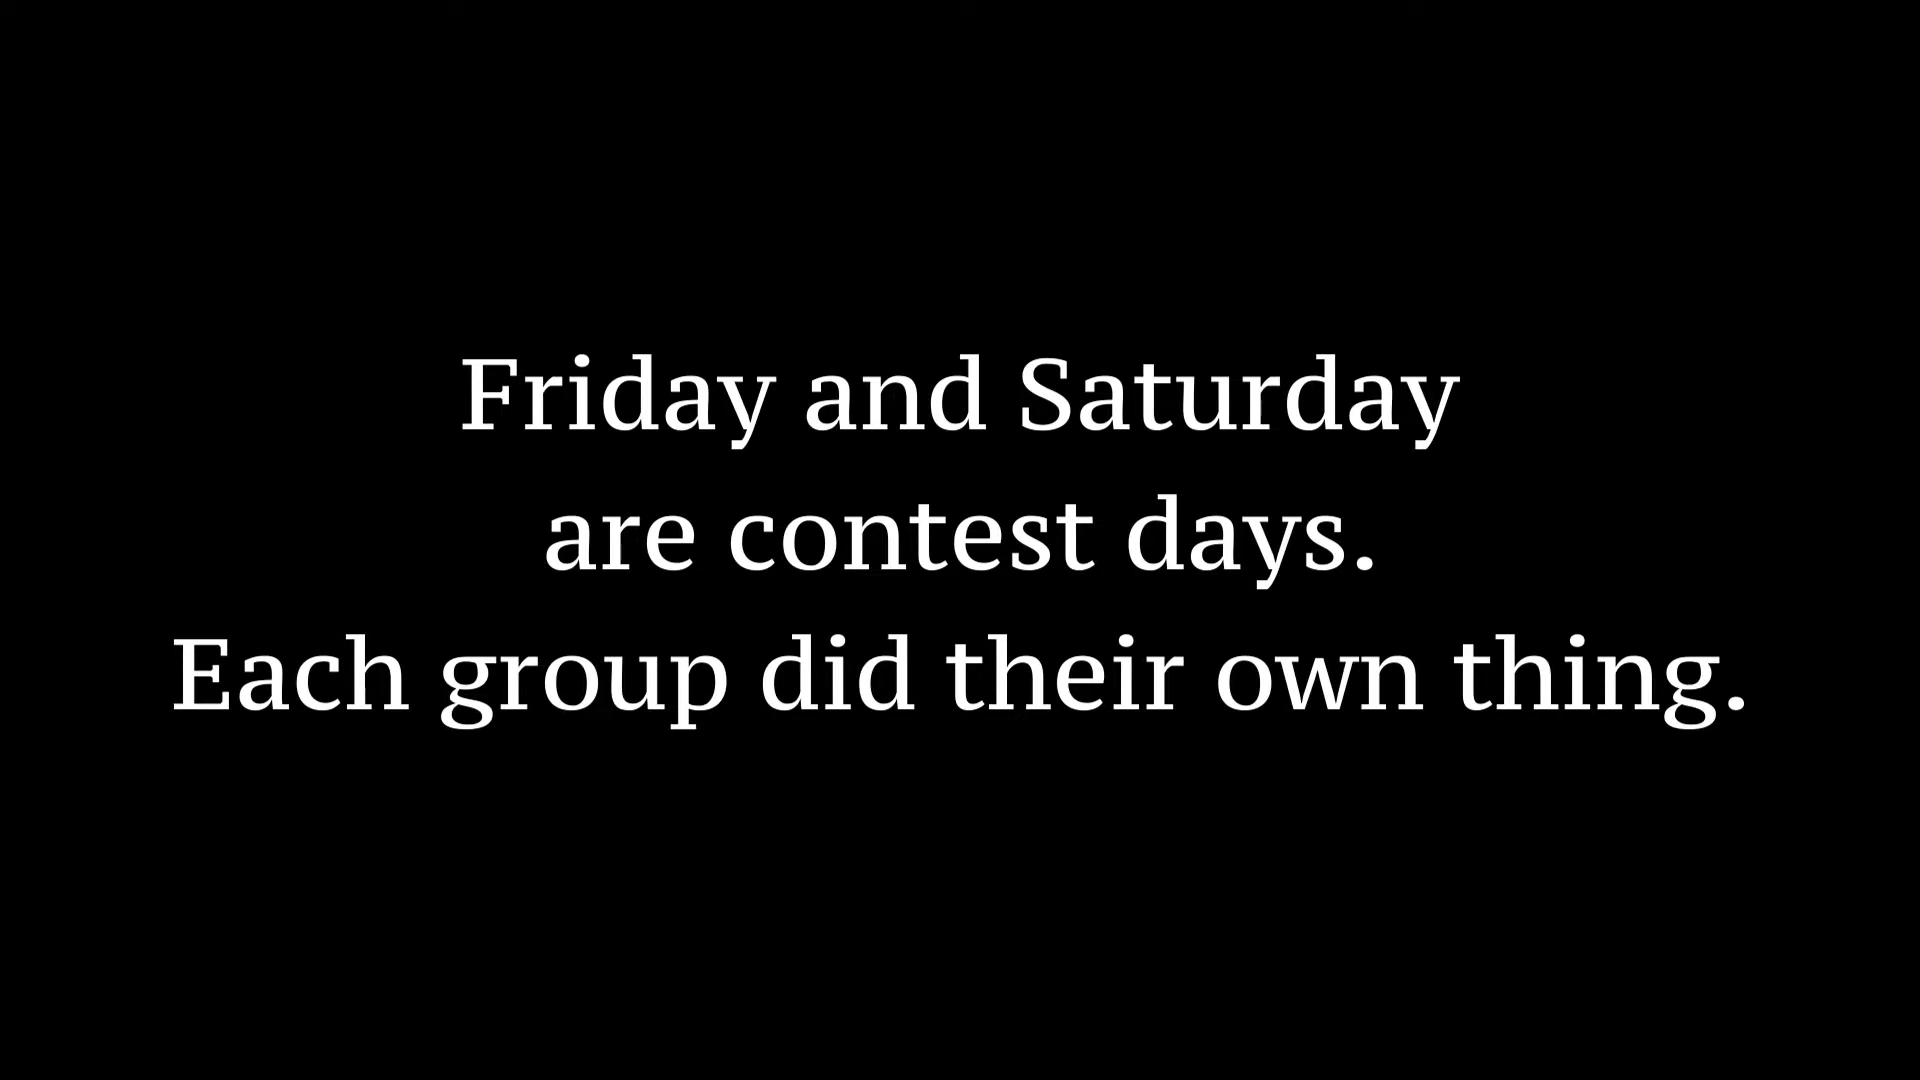 Friday and Saturday
are contest days.
Each group did their own thing.